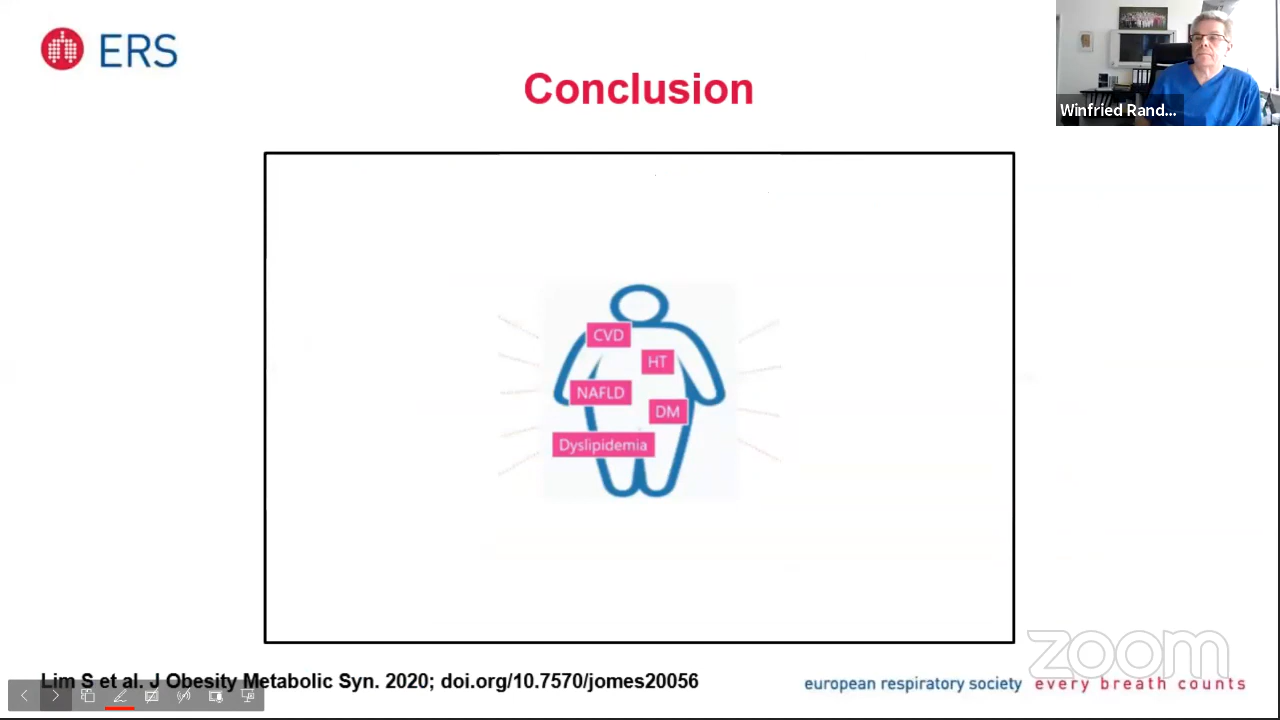 ERS
Conclusion
Winfried Rand...
CVD
HT
NAFLD
DM
Dyslipidemia
Lim S et al. J Obesity Metabolic Syn. 2020; doi.org/10.7570/jomes20056
european respiratory society every breath counts
zoom